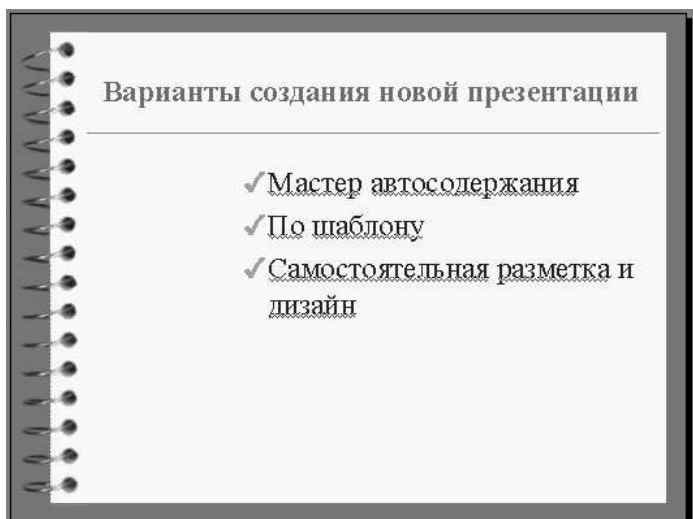 Варианты создания новой презентации
Мастер автосодержания
По шаблону
Самостоятельная разметка и
дизайн